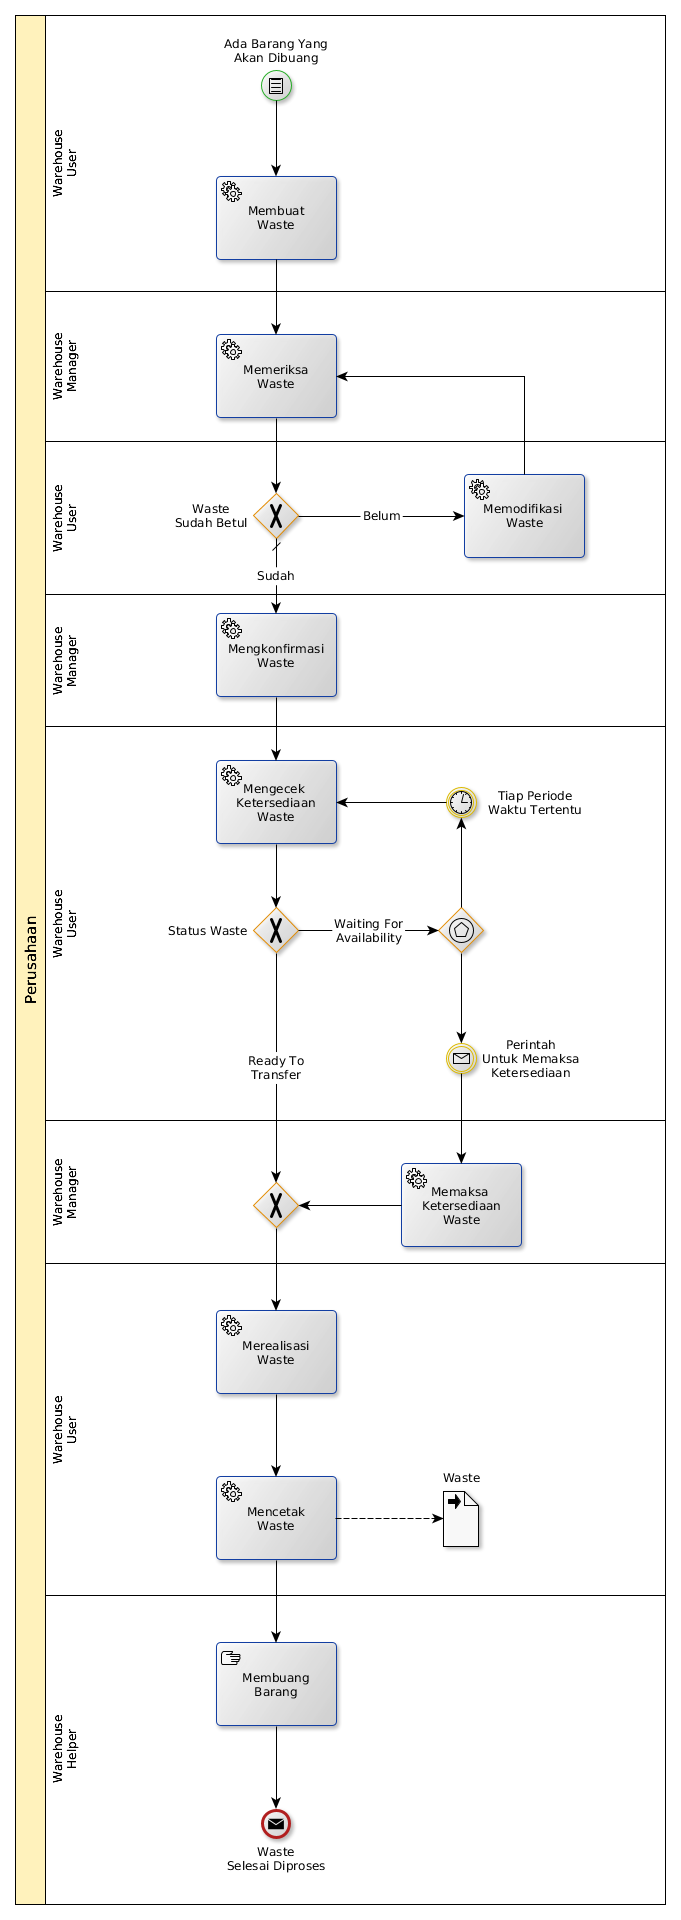 Perusahaan
Warehouse
User
Ada Barang Yang
Akan Dibuang
Membuat
Waste
Warehouse
Manager
Memeriksa
Waste
Warehouse
User
Waste
Sudah Betul
Belum
Memodifikasi
Waste
Sudah
Warehouse
Manager
Mengkonfirmasi
Waste
Warehouse
User
Mengecek
Ketersediaan
Waste
Tiap Periode
Waktu Tertentu
Status Waste
Waiting For
Availability
Ready To
Transfer
Perintah
Untuk Memaksa
Ketersediaan
Warehouse
Manager
Memaksa
Ketersediaan
Waste
Warehouse
User
Merealisasi
Waste
Mencetak
Waste
Waste
Warehouse
Helper
Membuang
Barang
Waste
Selesai Diproses